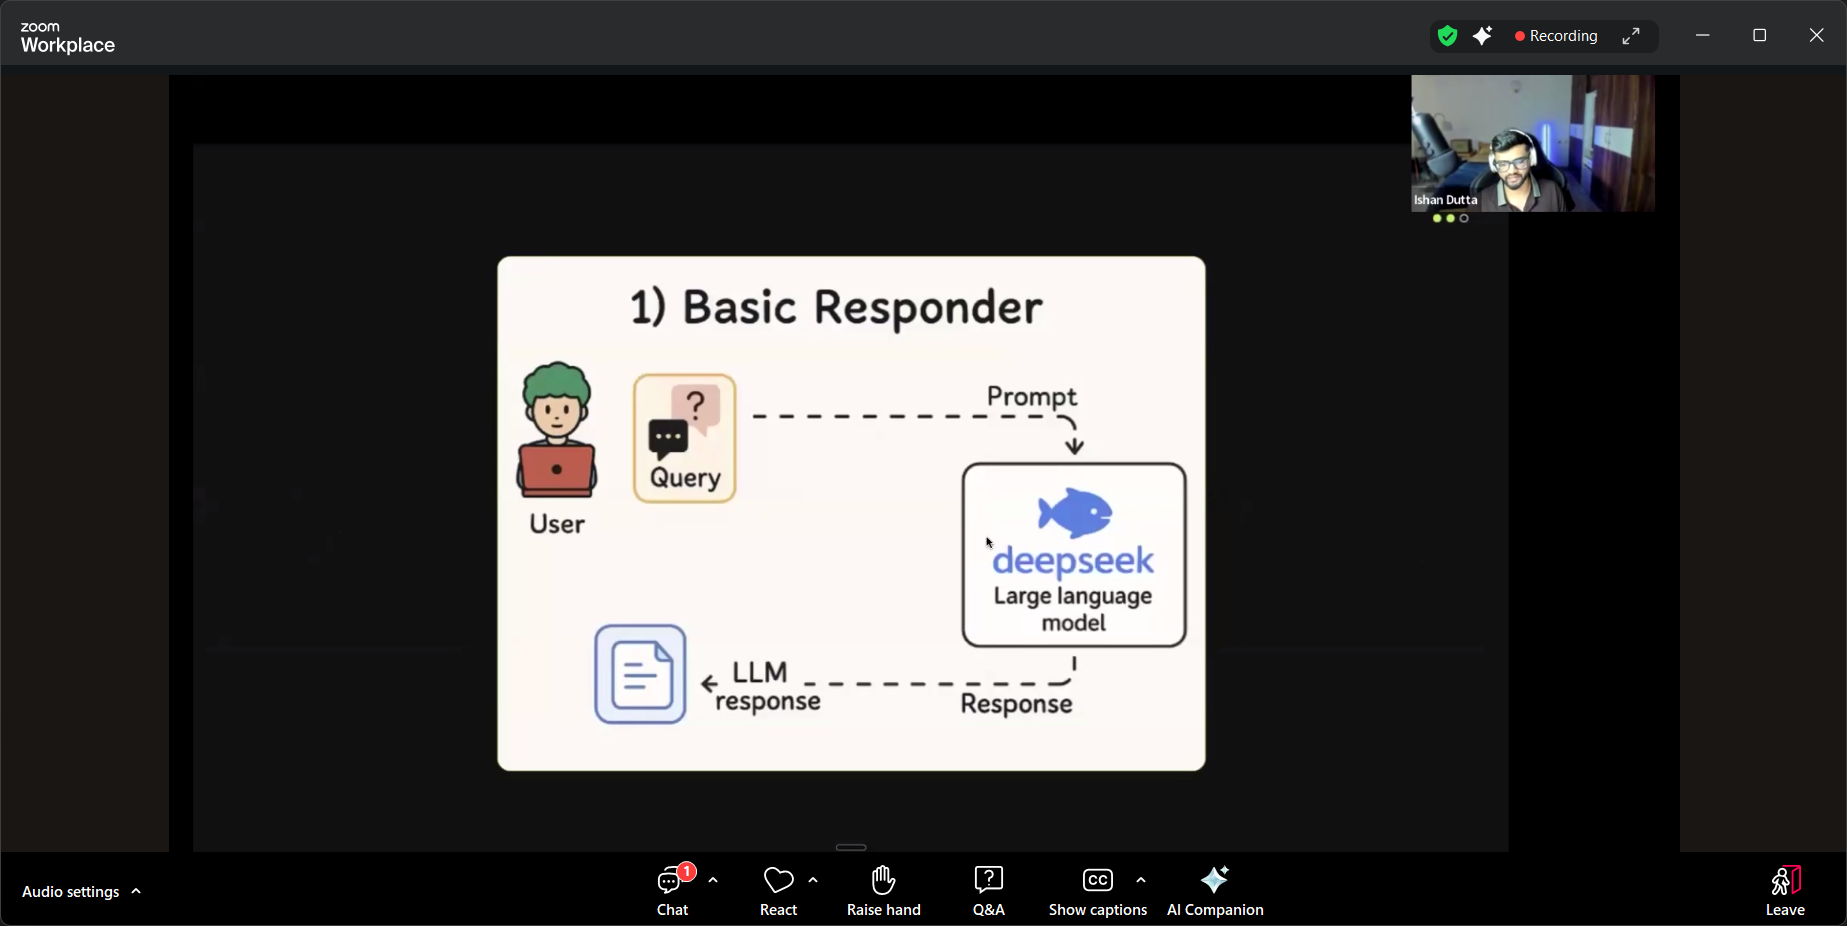 zoom
Workplace
Recording
Ishan Dutta
1) Basic Responder
Prompt
?
Query
User
deepseek
Large language
model
LLM
response
Response
Audio settings
1
Chat
React
Raise hand
?
Q&A
CC
Show captions
AI Companion
Leave